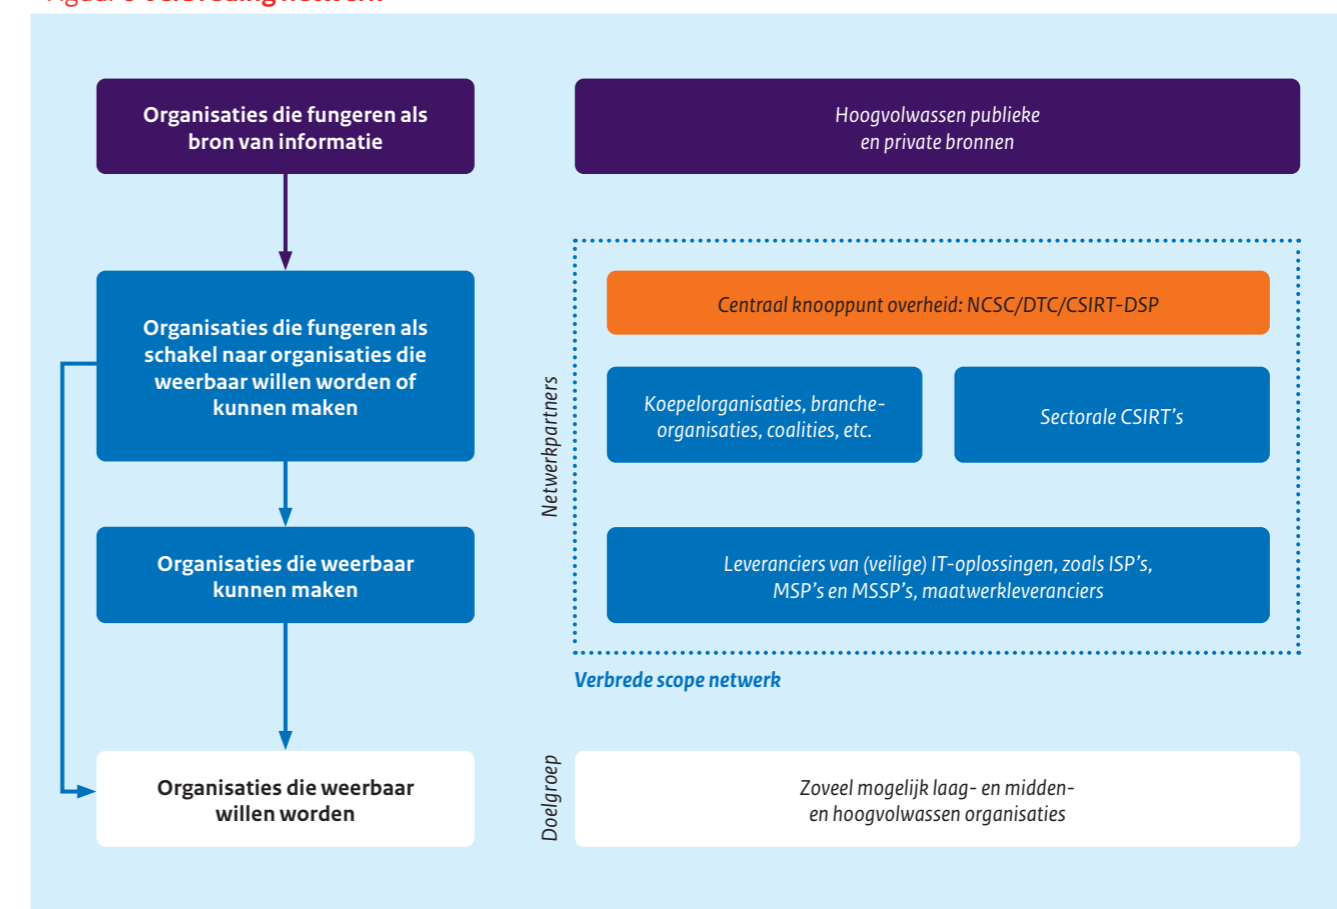 Verbreding netwerk
Organisaties die fungeren als
bron van informatie
Hoogvolwassen publieke
en private bronnen
Organisaties die fungeren als
schakel naar organisaties die
weerbaar willen worden of
kunnen maken
Netwerkpartners
Centraal knooppunt overheid: NCSC/DTC/CSIRT-DSP
Koepelorganisaties, branche-
organisaties, coalities, etc.
Sectorale CSIRT's
Organisaties die weerbaar
kunnen maken
Leveranciers van (veilige) IT-oplossingen, zoals ISP's,
MSP's en MSSP's, maatwerkleveranciers
Verbrede scope netwerk
Organisaties die weerbaar
willen worden
Doelgroep
Zoveel mogelijk laag- en midden-
en hoogvolwassen organisaties